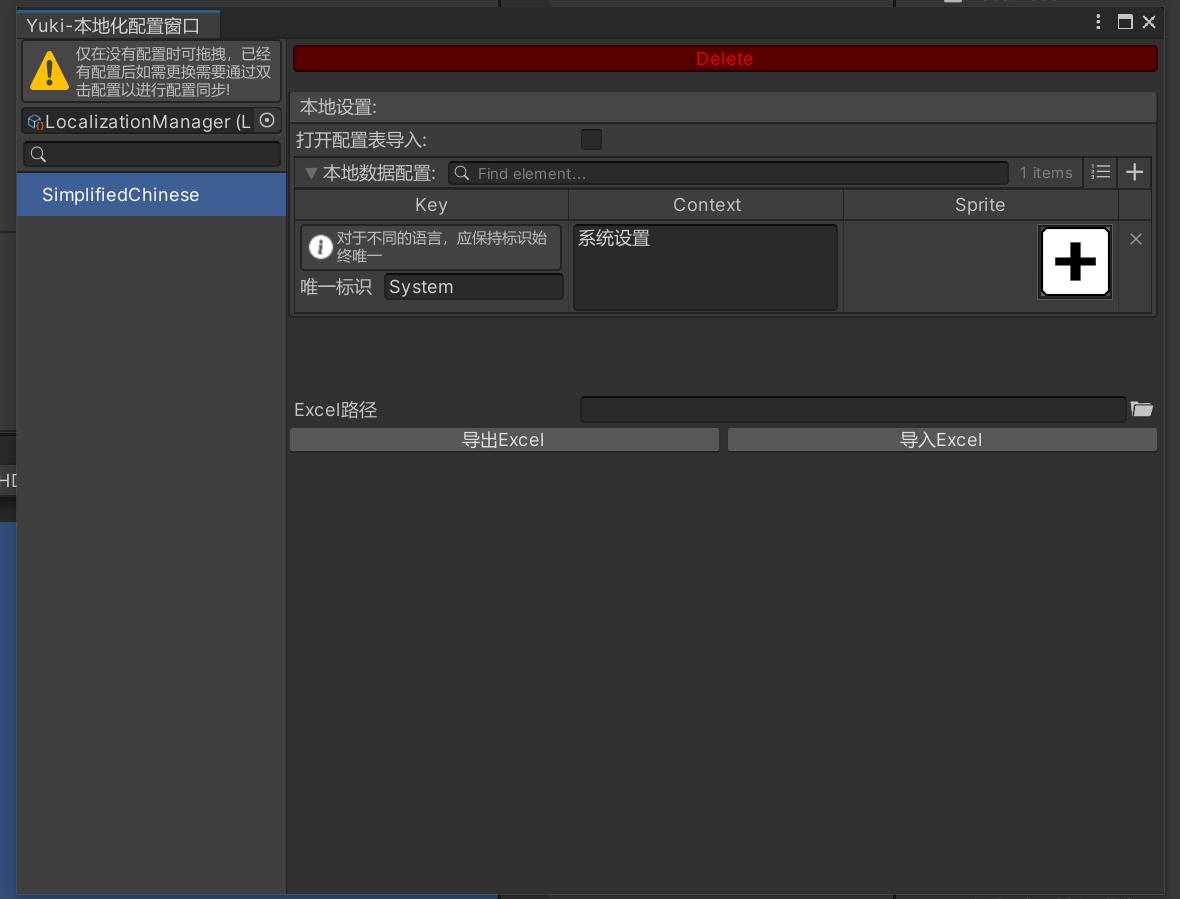 Yuki-本地化配置窗口
仅在没有配置时可拖拽，已经
有配置后如需更换需要通过双
击配置以进行配置同步!
LocalizationManager (L
SimplifiedChinese
Delete
本地设置:
打开配置表导入:
本地数据配置:
Find element...
1 items
Key
Context
Sprite
对于不同的语言，应保持标识始
终唯一
唯一标识
System
系统设置
Excel路径
导出Excel
导入Excel